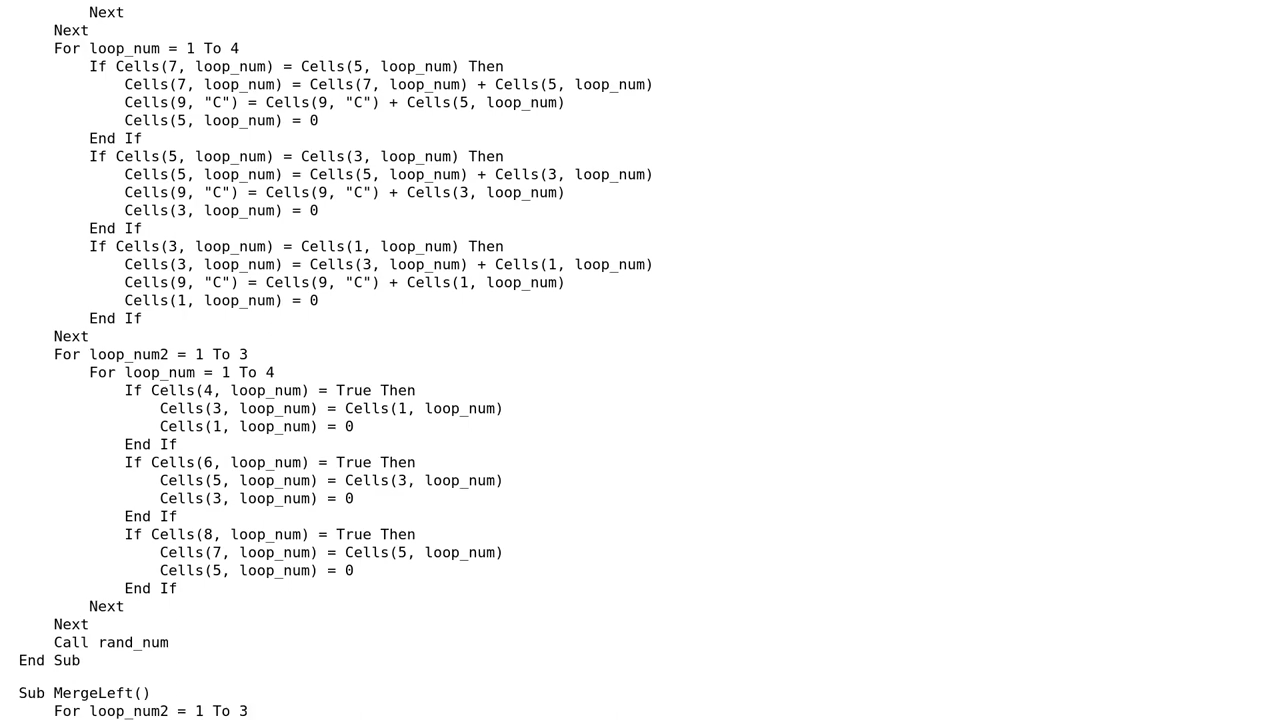 Next
    Next
    For loop_num = 1 To 4
        If Cells(7, loop_num) = Cells(5, loop_num) Then
            Cells(7, loop_num) = Cells(7, loop_num) + Cells(5, loop_num)
            Cells(9, "C") = Cells(9, "C") + Cells(5, loop_num)
            Cells(5, loop_num) = 0
        End If
        If Cells(5, loop_num) = Cells(3, loop_num) Then
            Cells(5, loop_num) = Cells(5, loop_num) + Cells(3, loop_num)
            Cells(9, "C") = Cells(9, "C") + Cells(3, loop_num)
            Cells(3, loop_num) = 0
        End If
        If Cells(3, loop_num) = Cells(1, loop_num) Then
            Cells(3, loop_num) = Cells(3, loop_num) + Cells(1, loop_num)
            Cells(9, "C") = Cells(9, "C") + Cells(1, loop_num)
            Cells(1, loop_num) = 0
        End If
    Next
    For loop_num2 = 1 To 3
        For loop_num = 1 To 4
            If Cells(4, loop_num) = True Then
                Cells(3, loop_num) = Cells(1, loop_num)
                Cells(1, loop_num) = 0
            End If
            If Cells(6, loop_num) = True Then
                Cells(5, loop_num) = Cells(3, loop_num)
                Cells(3, loop_num) = 0
            End If
            If Cells(8, loop_num) = True Then
                Cells(7, loop_num) = Cells(5, loop_num)
                Cells(5, loop_num) = 0
            End If
        Next
    Next
    Call rand_num
End Sub

Sub MergeLeft()
    For loop_num2 = 1 To 3